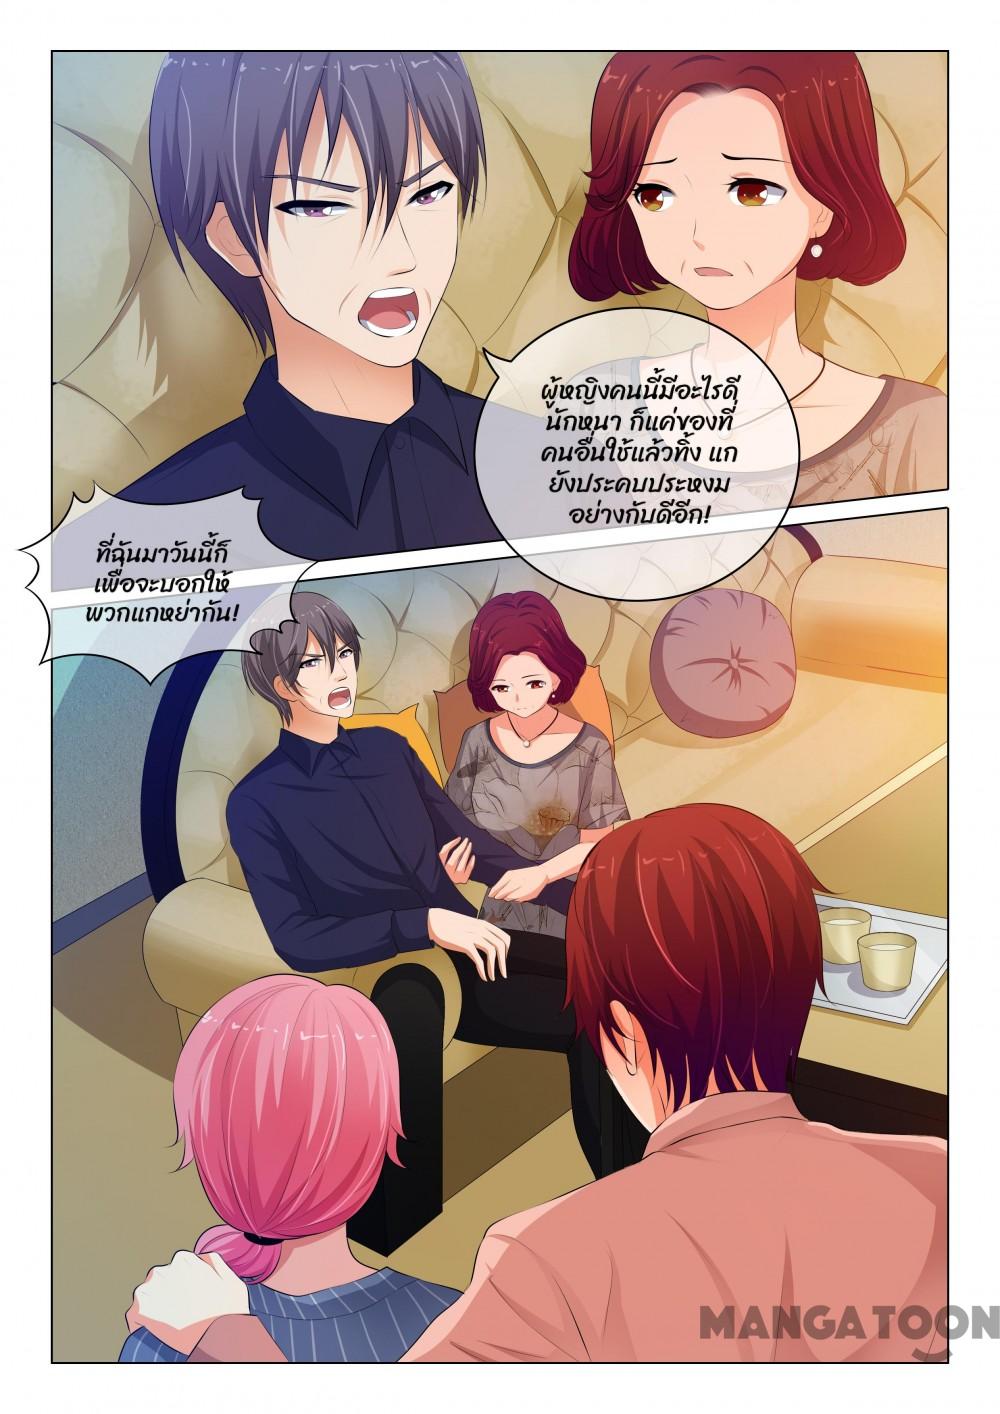 ผู้หญิงคนนี้มีอะไรดี
นักหนา ก็แค่ของที่
คนอื่นใช้แล้วทิ้ง แก
ยังประคบประหงม
อย่างกับดีอีก!
ที่ฉันมาวันนี้ก็
เพื่อจะบอกให้
พวกแกหย่ากัน!
MANGATOON